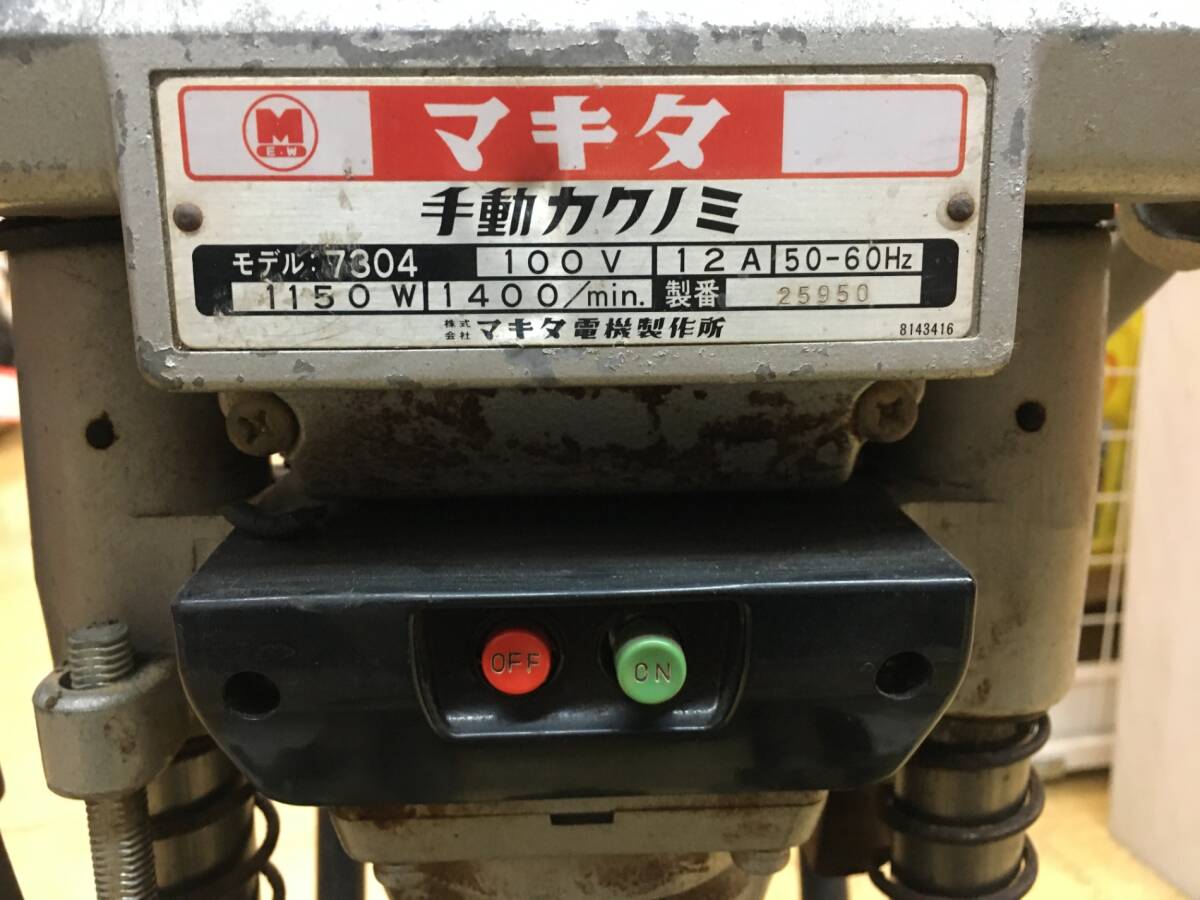 M
E.W
マキタ
手動カクノミ
モデル: 7304 100V 12A 50-60Hz
1150W 1400/min. 製番 25950
株式会社 マキタ電機製作所 8143416
OFF ON